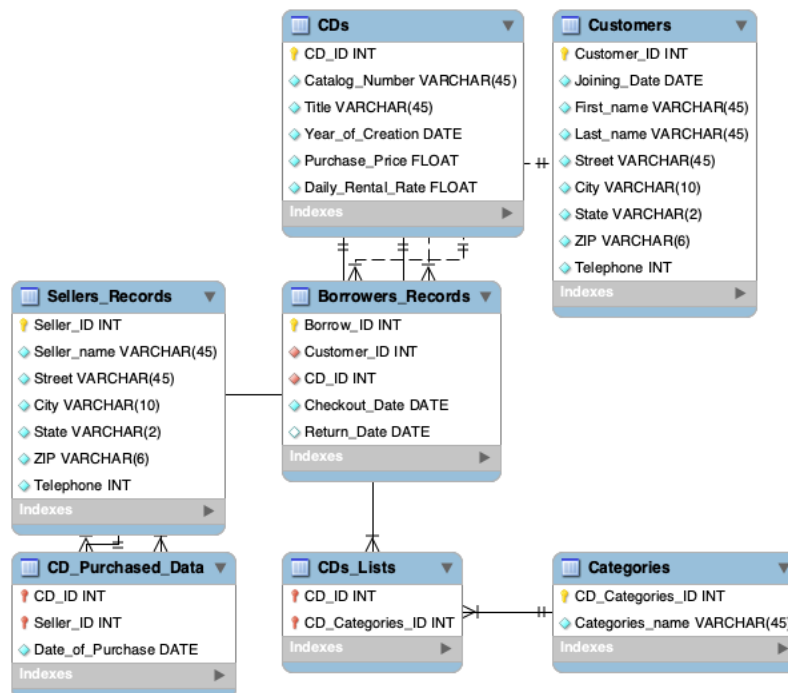 CDs
CD_ID INT
Catalog_Number VARCHAR(45)
Title VARCHAR(45)
Year_of_Creation DATE
Purchase_Price FLOAT
Daily_Rental_Rate FLOAT
Indexes
Customers
Customer_ID INT
Joining_Date DATE
First_name VARCHAR(45)
Last_name VARCHAR(45)
Street VARCHAR(45)
City VARCHAR(10)
State VARCHAR(2)
ZIP VARCHAR(6)
Telephone INT
Indexes
Sellers_Records
Seller_ID INT
Seller_name VARCHAR(45)
Street VARCHAR(45)
City VARCHAR(10)
State VARCHAR(2)
ZIP VARCHAR(6)
Telephone INT
Indexes
Borrowers_Records
Borrow_ID INT
Customer_ID INT
CD_ID INT
Checkout_Date DATE
Return_Date DATE
Indexes
CD_Purchased_Data
CD_ID INT
Seller_ID INT
Date_of_Purchase DATE
Indexes
CDs_Lists
CD_ID INT
CD_Categories_ID INT
Indexes
Categories
CD_Categories_ID INT
Categories_name VARCHAR(45)
Indexes